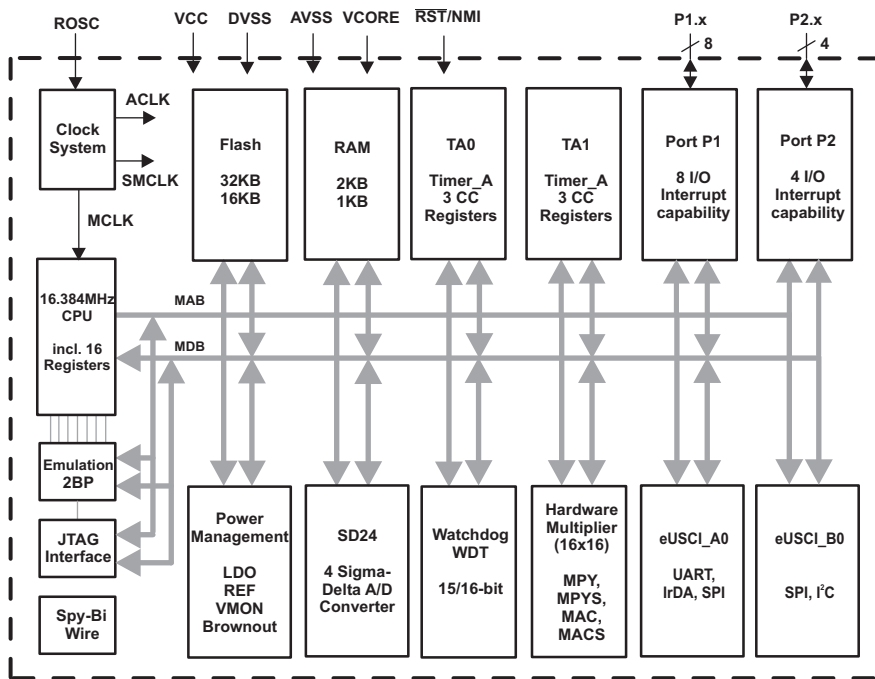 ROSC
VCC
DVSS
AVSS
VCORE
RST/NMI
P1.x
P2.x
8
4
Clock
System
ACLK
SMCLK
MCLK
Flash
32KB
16KB
RAM
2KB
1KB
TA0
Timer_A
3 CC
Registers
TA1
Timer_A
3 CC
Registers
Port P1
8 I/O
Interrupt
capability
Port P2
4 I/O
Interrupt
capability
16.384MHz
CPU
incl. 16
Registers
MAB
MDB
Emulation
2BP
JTAG
Interface
Spy-Bi
Wire
Power
Management
LDO
REF
VMON
Brownout
SD24
4 Sigma-
Delta A/D
Converter
Watchdog
WDT
15/16-bit
Hardware
Multiplier
(16x16)
MPY,
MPYS,
MAC,
MACS
eUSCI_A0
UART,
IrDA, SPI
eUSCI_B0
SPI, I²C